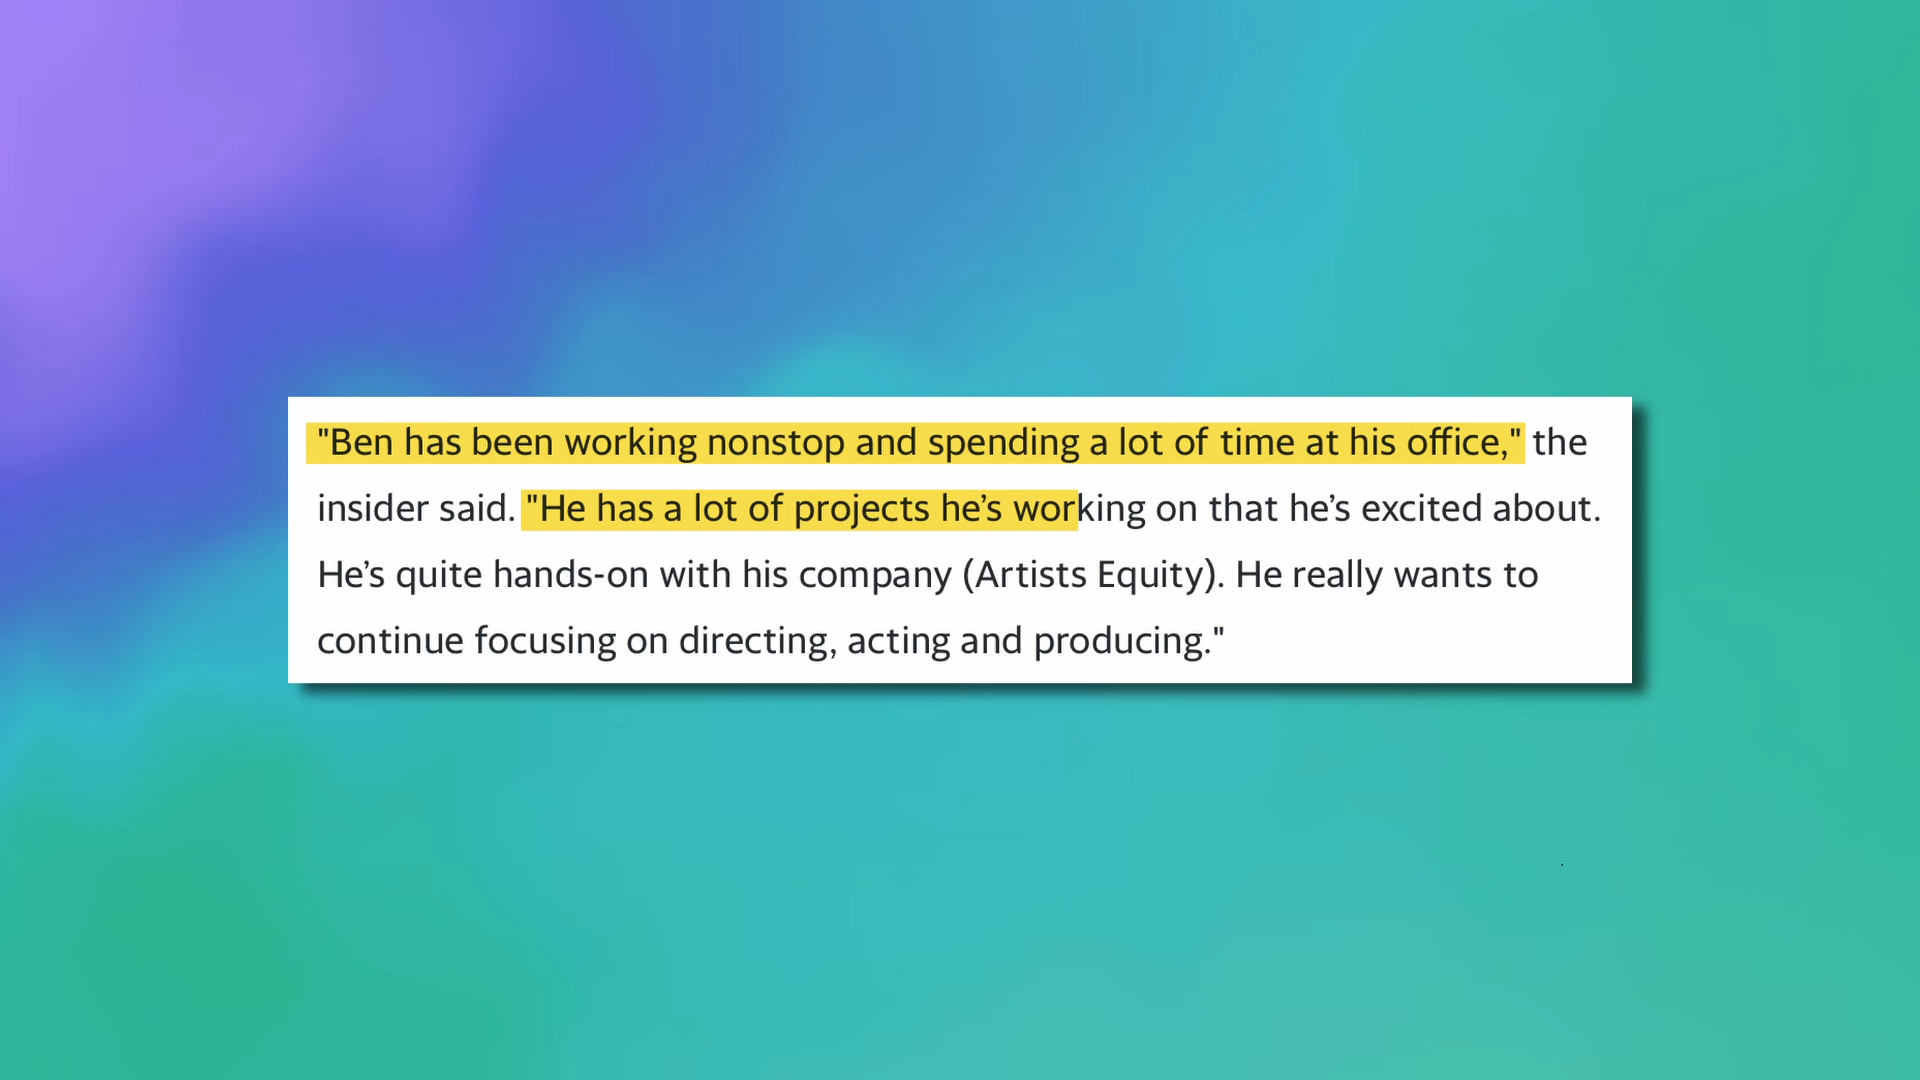 "Ben has been working nonstop and spending a lot of time at his office," the
insider said. "He has a lot of projects he’s working on that he’s excited about.
He’s quite hands-on with his company (Artists Equity). He really wants to
continue focusing on directing, acting and producing."